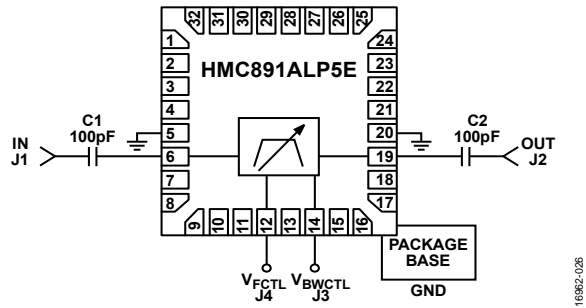 32 31 30 29 28 27 26 25
1 24
HMC891ALP5E
2 23
3 22
4 21
5 20
6 19
7 18
8 17
9 10 11 12 13 14 15 16
C1
100pF
IN
J1
C2
100pF
OUT
J2
VFCTL
J4
VBWCTL
J3
PACKAGE
BASE
GND
16962-026